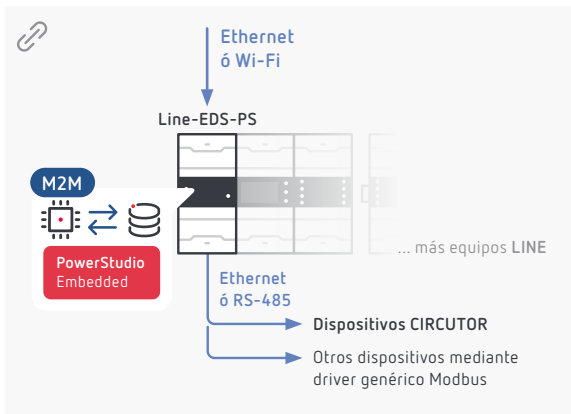 Ethernet
ó Wi-Fi
Line-EDS-PS
M2M
PowerStudio
Embedded
... más equipos LINE
Ethernet
ó RS-485
Dispositivos CIRCUTOR
Otros dispositivos mediante
driver genérico Modbus